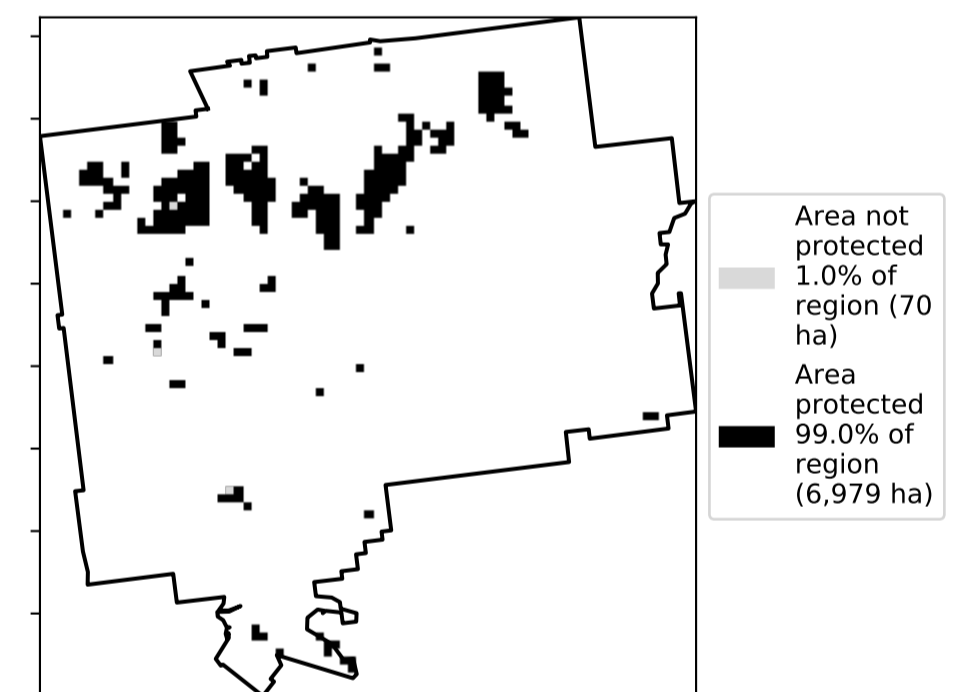 Area not
protected
1.0% of
region (70
ha)
Area
protected
99.0% of
region
(6,979 ha)